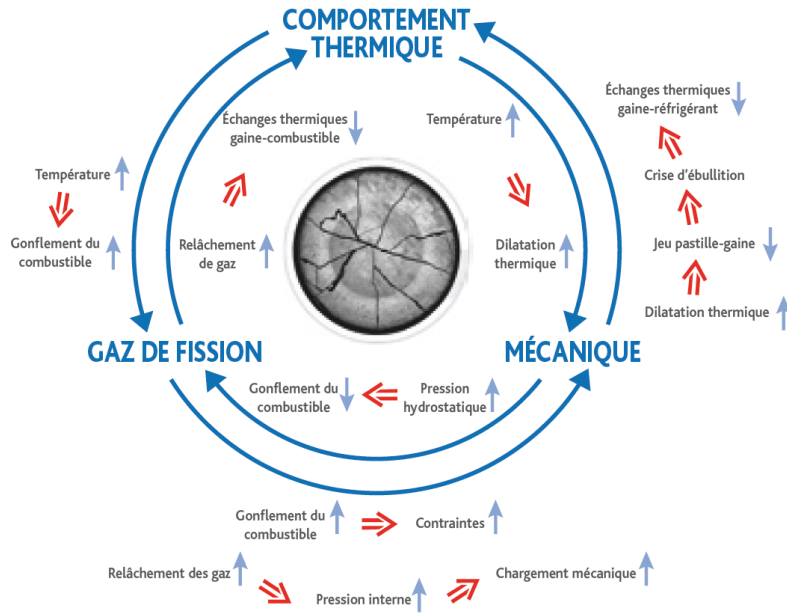 COMPORTEMENT
THERMIQUE
Échanges thermiques
gaine-combustible
Température
Échanges thermiques
gaine-réfrigérant
Température
Crise d'ébullition
Gonflement du
combustible
Relâchement
de gaz
Dilatation
thermique
Jeu pastille-gaine
Dilatation thermique
GAZ DE FISSION
MÉCANIQUE
Gonflement du
combustible
Pression
hydrostatique
Gonflement du
combustible
Contraintes
Relâchement des gaz
Pression interne
Chargement mécanique